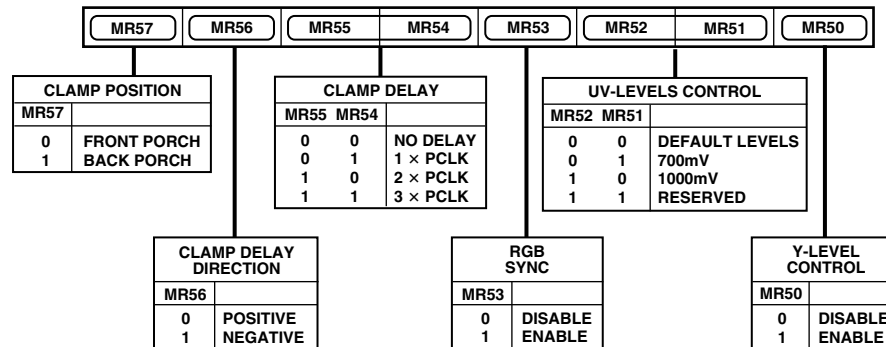 MR57 MR56 MR55 MR54 MR53 MR52 MR51 MR50
CLAMP POSITION
MR57
0 FRONT PORCH
1 BACK PORCH
CLAMP DELAY
MR55 MR54
0 0 NO DELAY
0 1 1 × PCLK
1 0 2 × PCLK
1 1 3 × PCLK
UV-LEVELS CONTROL
MR52 MR51
0 0 DEFAULT LEVELS
0 1 700mV
1 0 1000mV
1 1 RESERVED
CLAMP DELAY
DIRECTION
MR56
0 POSITIVE
1 NEGATIVE
RGB
SYNC
MR53
0 DISABLE
1 ENABLE
Y-LEVEL
CONTROL
MR50
0 DISABLE
1 ENABLE